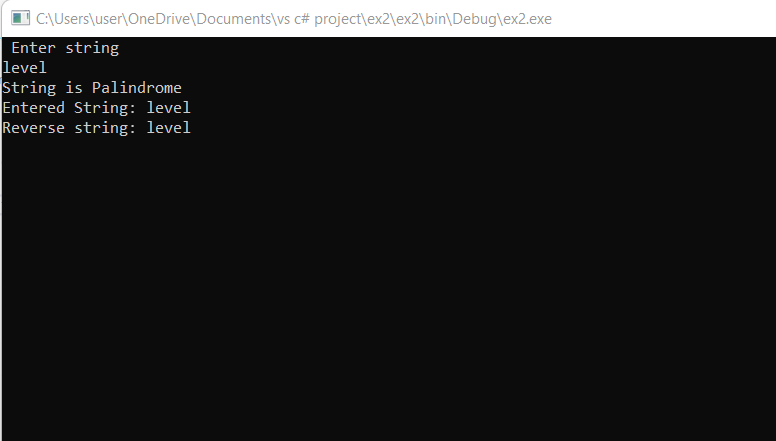 C:\Users\user\OneDrive\Documents\vs c# project\ex2\ex2\bin\Debug\ex2.exe
Enter string
level
String is Palindrome
Entered String: level
Reverse string: level